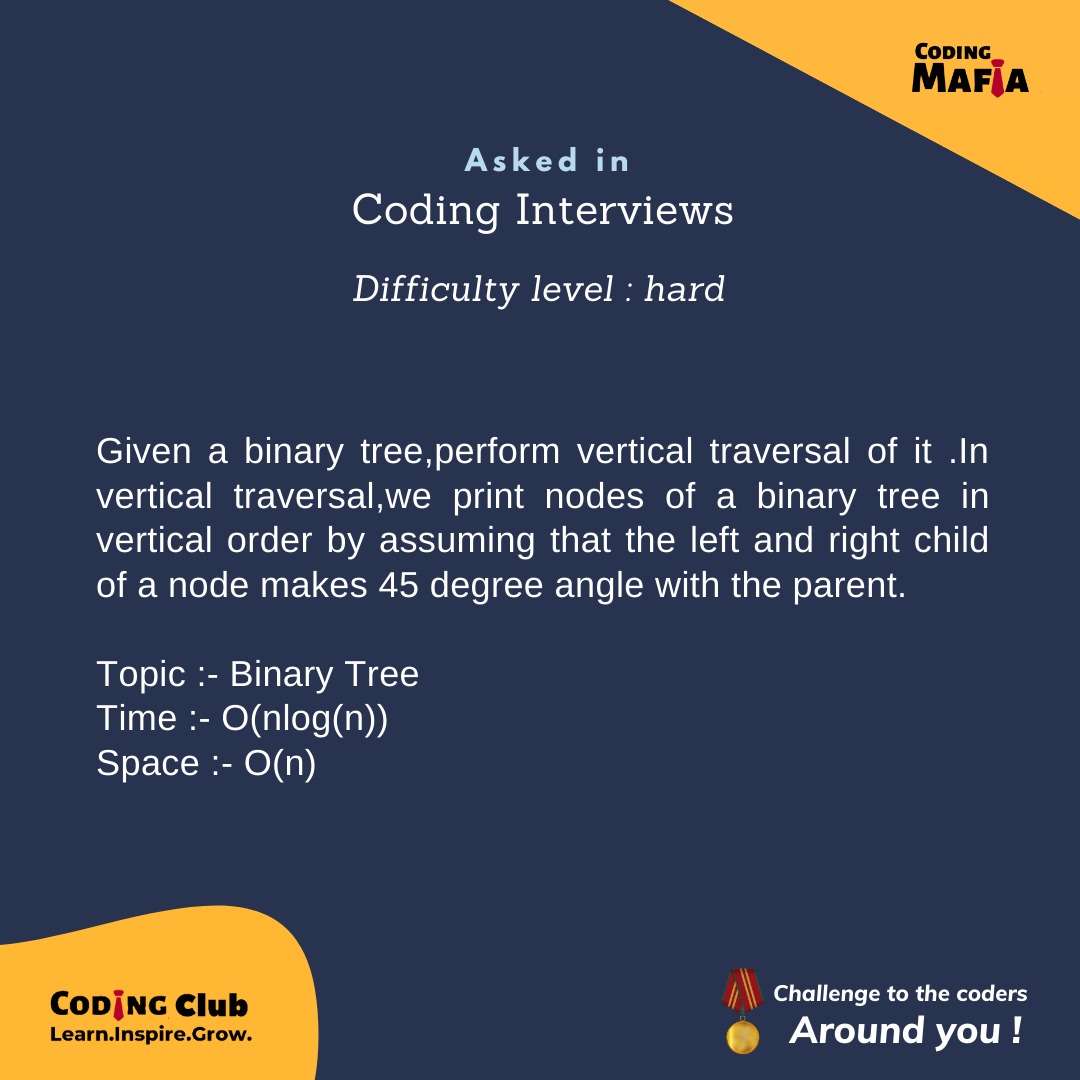 CODING
MAFIA
Asked in
Coding Interviews
Difficulty level : hard
Given a binary tree,perform vertical traversal of it .In
vertical traversal,we print nodes of a binary tree in
vertical order by assuming that the left and right child
of a node makes 45 degree angle with the parent.
Topic :- Binary Tree
Time :- O(nlog(n))
Space :- O(n)
CODING Club
Learn.Inspire.Grow.
Challenge to the coders
Around you !